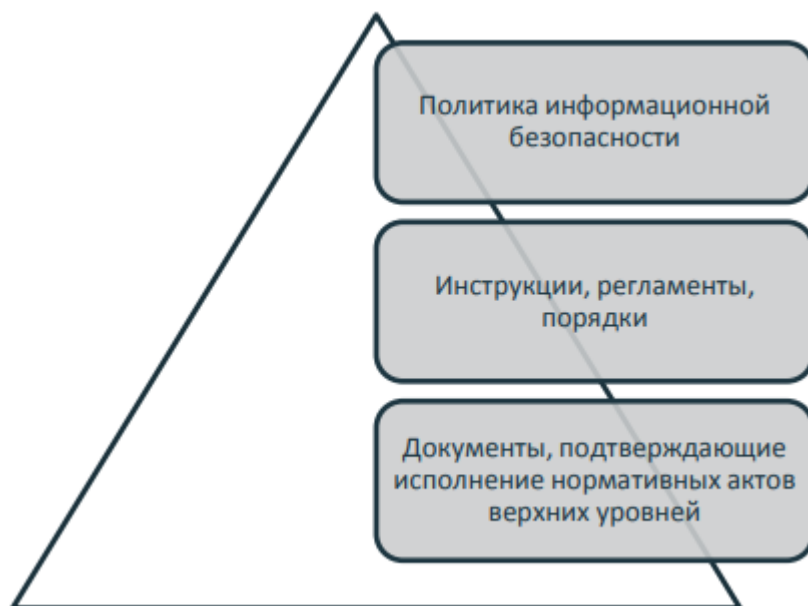 Политика информационной
безопасности
Инструкции, регламенты,
порядки
Документы, подтверждающие
исполнение нормативных актов
верхних уровней